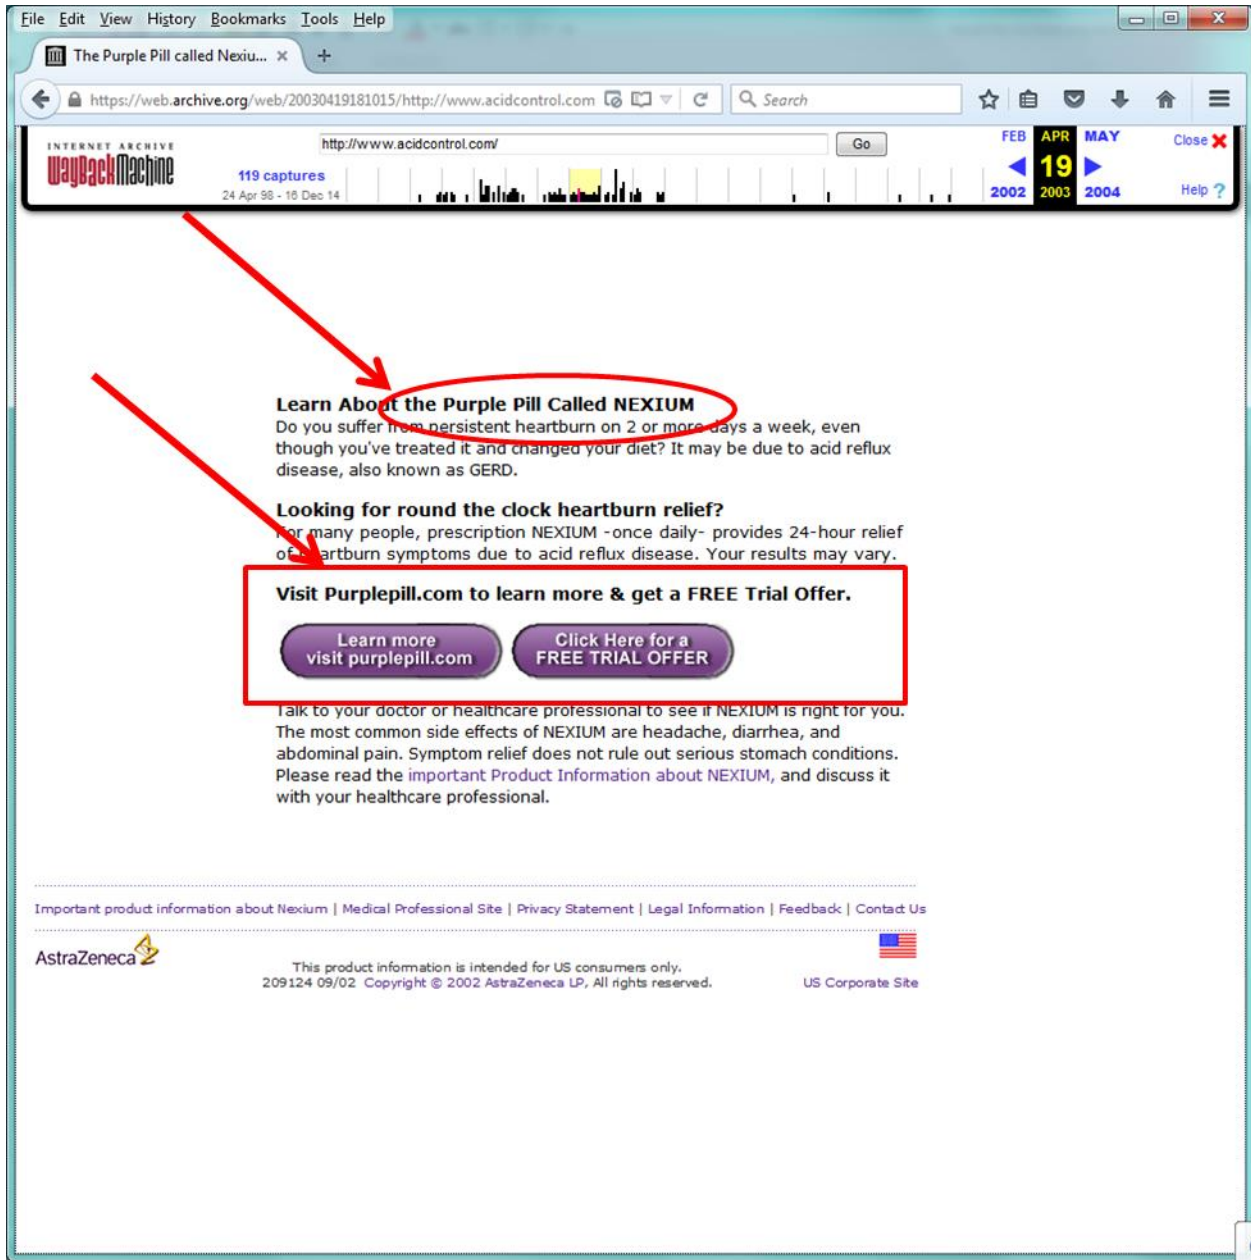 File Edit View History Bookmarks Tools Help
The Purple Pill called Nexiu... × +
https://web.archive.org/web/20030419181015/http://www.acidcontrol.com Search
INTERNET ARCHIVE
WayBackMachine
http://www.acidcontrol.com/ Go
119 captures
24 Apr 98 - 16 Dec 14
FEB APR MAY
19
2002 2003 2004
Close
Help ?
Learn About the Purple Pill Called NEXIUM
Do you suffer from persistent heartburn on 2 or more days a week, even
though you've treated it and changed your diet? It may be due to acid reflux
disease, also known as GERD.
Looking for round the clock heartburn relief?
For many people, prescription NEXIUM -once daily- provides 24-hour relief
of heartburn symptoms due to acid reflux disease. Your results may vary.
Visit Purplepill.com to learn more & get a FREE Trial Offer.
Learn more
visit purplepill.com
Click Here for a
FREE TRIAL OFFER
Talk to your doctor or healthcare professional to see if NEXIUM is right for you.
The most common side effects of NEXIUM are headache, diarrhea, and
abdominal pain. Symptom relief does not rule out serious stomach conditions.
Please read the important Product Information about NEXIUM, and discuss it
with your healthcare professional.
Important product information about Nexium | Medical Professional Site | Privacy Statement | Legal Information | Feedback | Contact Us
AstraZeneca
This product information is intended for US consumers only.
209124 09/02 Copyright © 2002 AstraZeneca LP, All rights reserved.
US Corporate Site